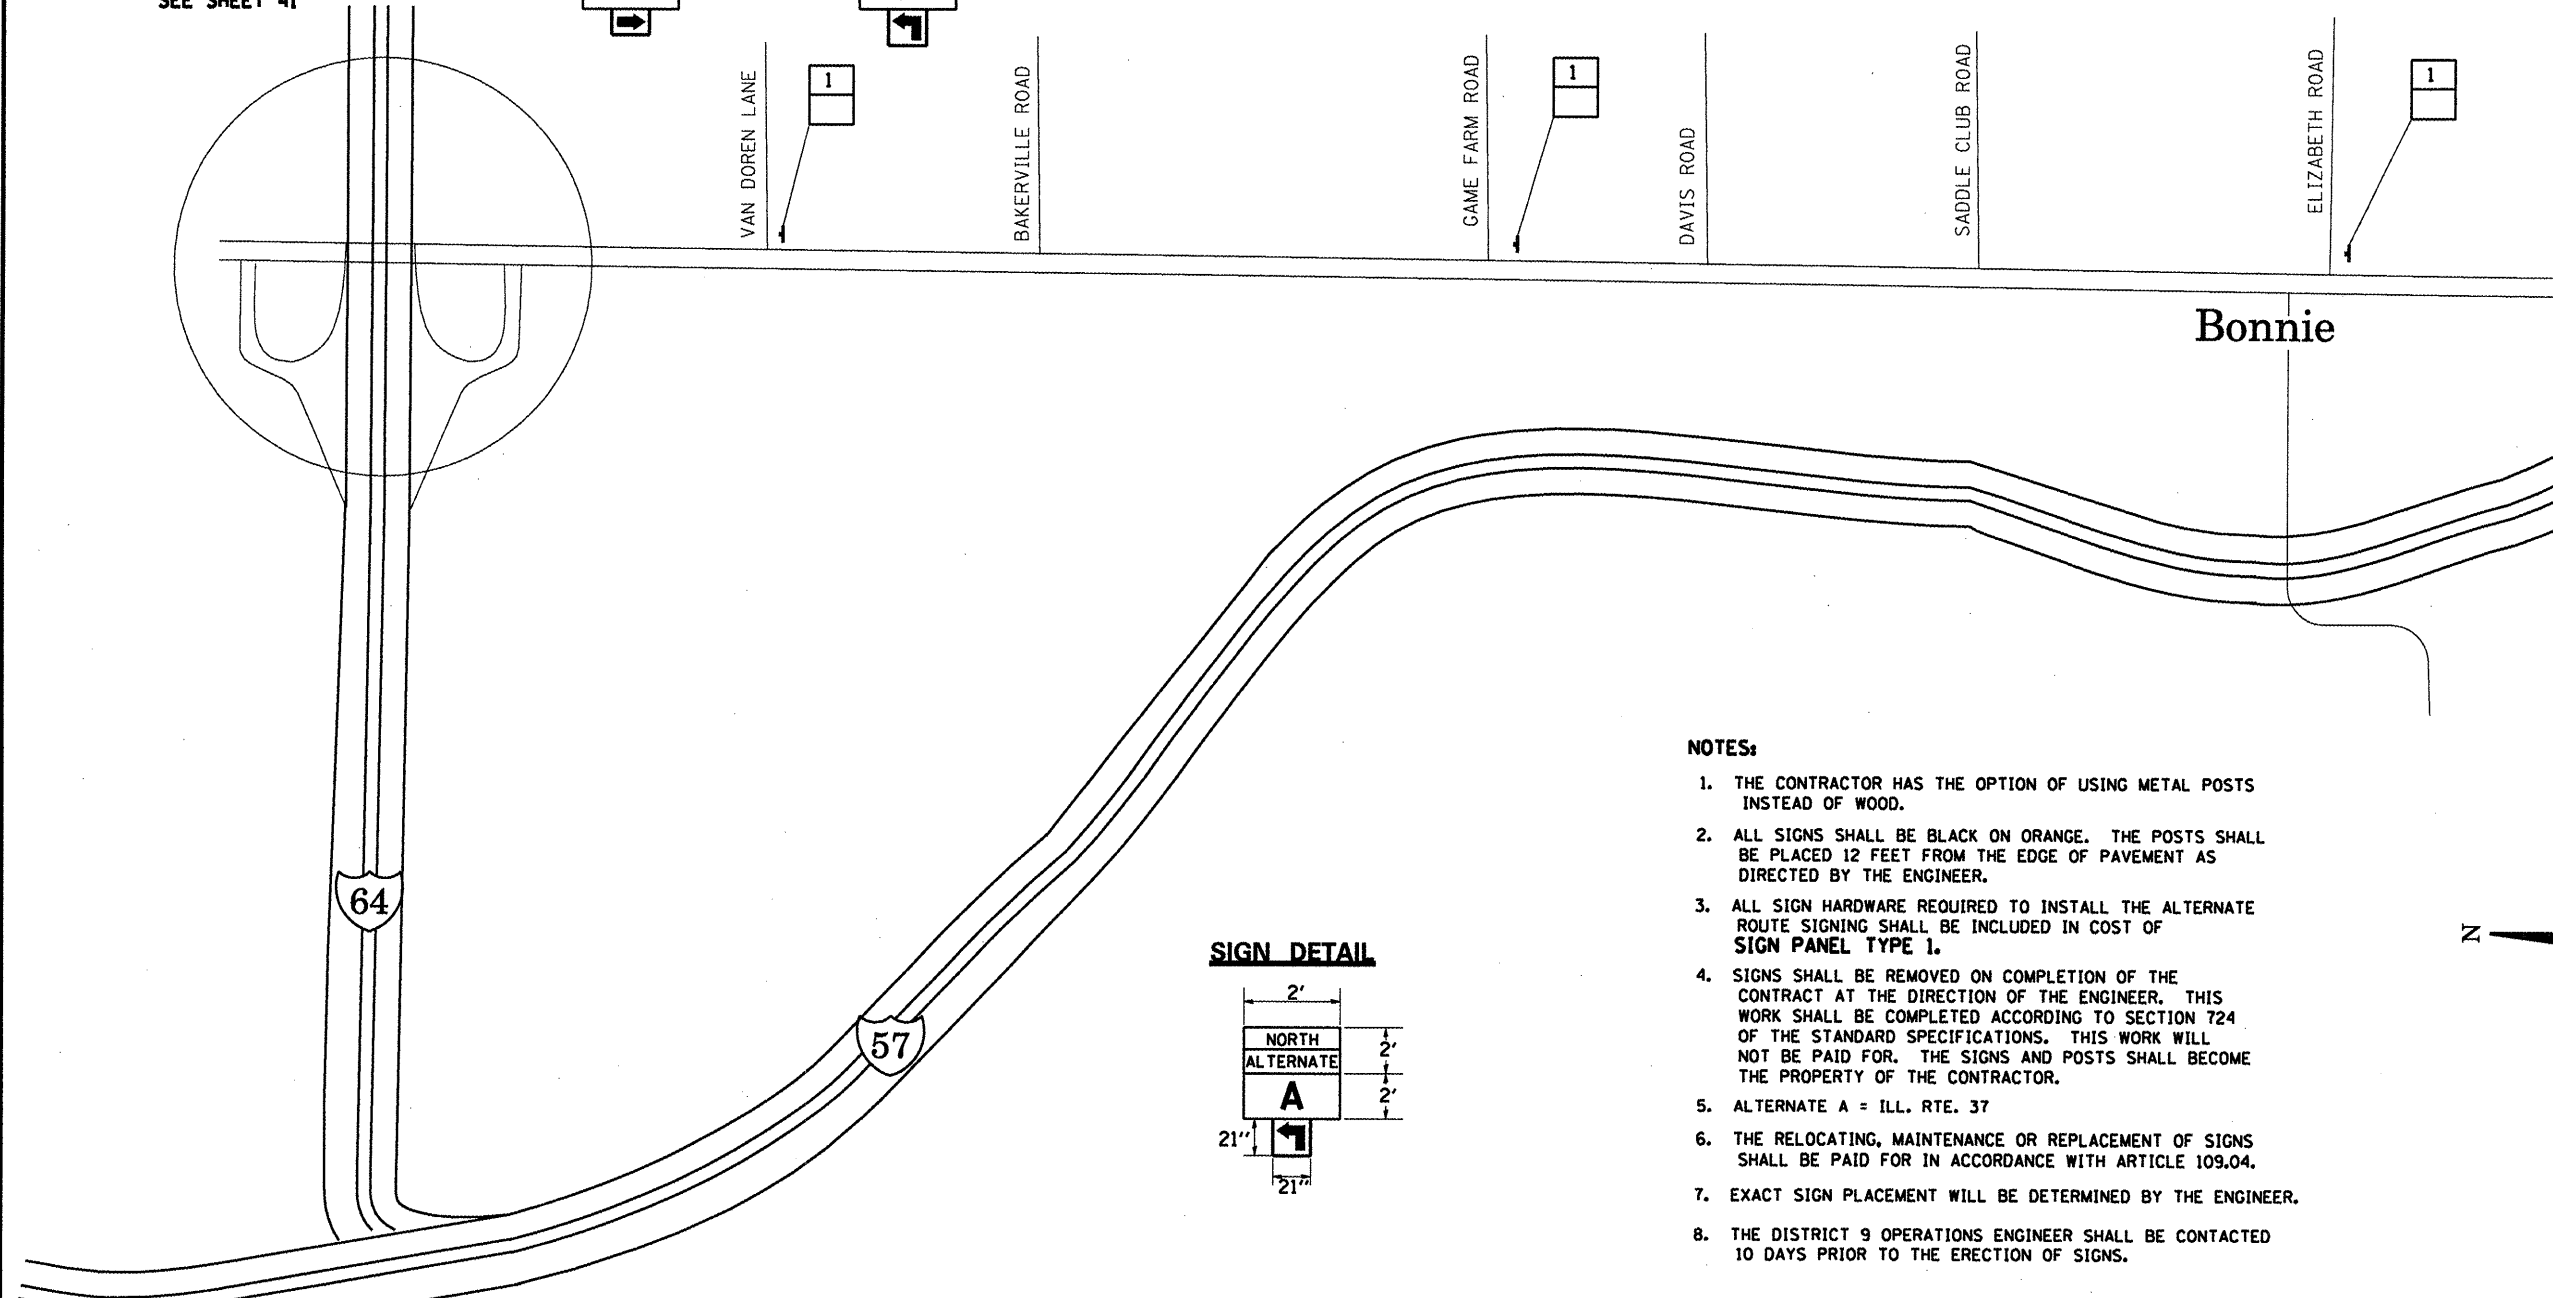 SEE SHEET 41
VAN DOREN LANE
1
BAKERVILLE ROAD
GAME FARM ROAD
1
DAVIS ROAD
SADDLE CLUB ROAD
ELIZABETH ROAD
1
Bonnie
64
57
SIGN DETAIL
2'
NORTH
ALTERNATE
A
2'
2'
21"
21"
NOTES:
1. THE CONTRACTOR HAS THE OPTION OF USING METAL POSTS
INSTEAD OF WOOD.
2. ALL SIGNS SHALL BE BLACK ON ORANGE. THE POSTS SHALL
BE PLACED 12 FEET FROM THE EDGE OF PAVEMENT AS
DIRECTED BY THE ENGINEER.
3. ALL SIGN HARDWARE REQUIRED TO INSTALL THE ALTERNATE
ROUTE SIGNING SHALL BE INCLUDED IN COST OF
SIGN PANEL TYPE 1.
4. SIGNS SHALL BE REMOVED ON COMPLETION OF THE
CONTRACT AT THE DIRECTION OF THE ENGINEER. THIS
WORK SHALL BE COMPLETED ACCORDING TO SECTION 724
OF THE STANDARD SPECIFICATIONS. THIS WORK WILL
NOT BE PAID FOR. THE SIGNS AND POSTS SHALL BECOME
THE PROPERTY OF THE CONTRACTOR.
5. ALTERNATE A = ILL. RTE. 37
6. THE RELOCATING, MAINTENANCE OR REPLACEMENT OF SIGNS
SHALL BE PAID FOR IN ACCORDANCE WITH ARTICLE 109.04.
7. EXACT SIGN PLACEMENT WILL BE DETERMINED BY THE ENGINEER.
8. THE DISTRICT 9 OPERATIONS ENGINEER SHALL BE CONTACTED
10 DAYS PRIOR TO THE ERECTION OF SIGNS.
N